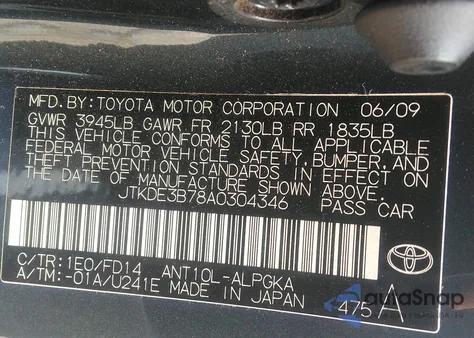 MFD.BY:TOYOTA MOTOR CORPORATION 06/09
GVWR 3945LB GAWR FR 2130LB RR 1835LB
THIS VEHICLE CONFORMS TO ALL APPLICABLE
FEDERAL MOTOR VEHICLE SAFETY, BUMPER, AND
THEFT PREVENTION STANDARDS IN EFFECT ON
THE DATE OF MANUFACTURE SHOWN ABOVE.
JTKDE3B78A0304346 PASS CAR
C/TR:1E0/FD14 ANT10L-ALPGKA
A/TM:-01A/U241E MADE IN JAPAN
TOYOTA
4757A
autoSnap